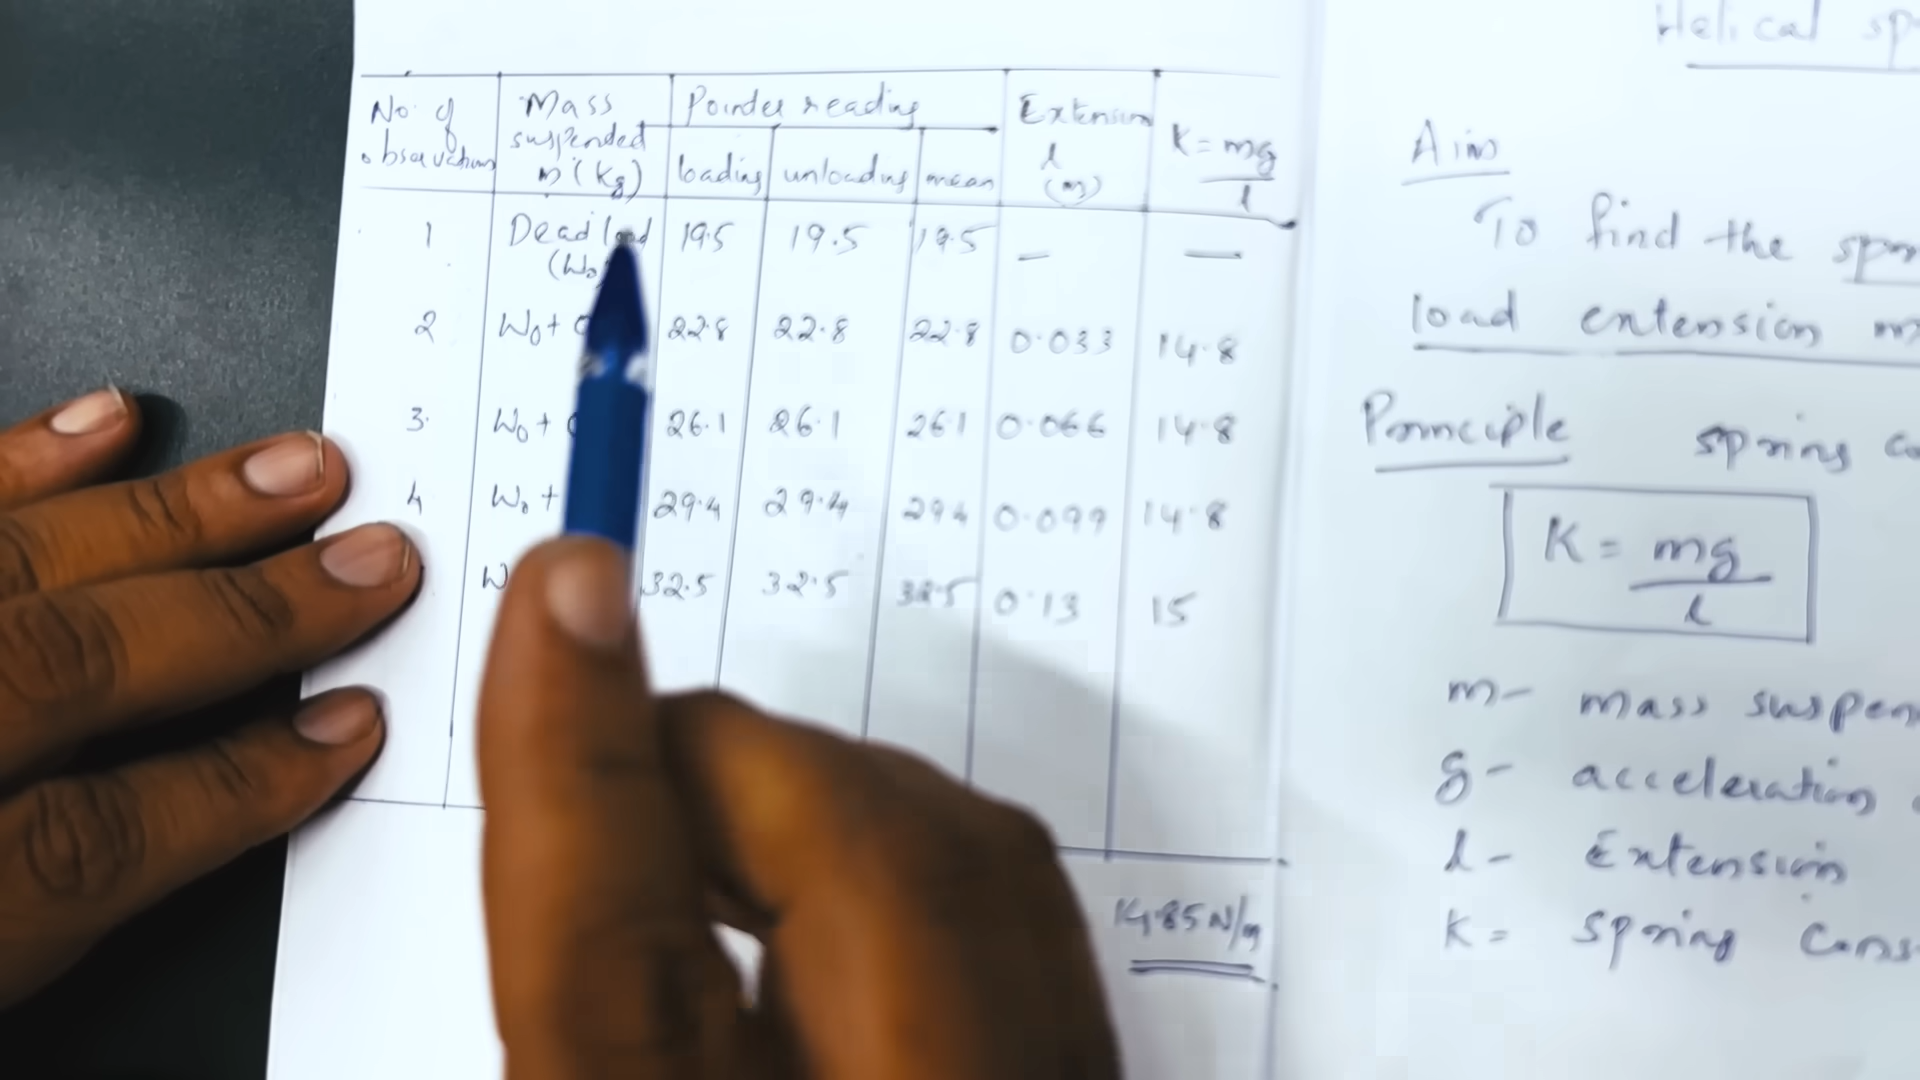 No. of observations
Mass suspended m (kg)
Pointer reading
loading unloading mean
Extension l (m)
K = mg / l
1 Dead load (W0) 19.5 19.5 19.5 — —
2 W0 + 22.8 22.8 22.8 0.033 14.8
3. W0 + 26.1 26.1 26.1 0.066 14.8
4 W0 + 29.4 29.4 29.4 0.099 14.8
W 32.5 32.5 32.5 0.13 15
14.85 N/m
Helical
Aim
To find the
load extension
Principle spring
K = mg / l
m - mass
g - acceleration
l - Extension
K = spring